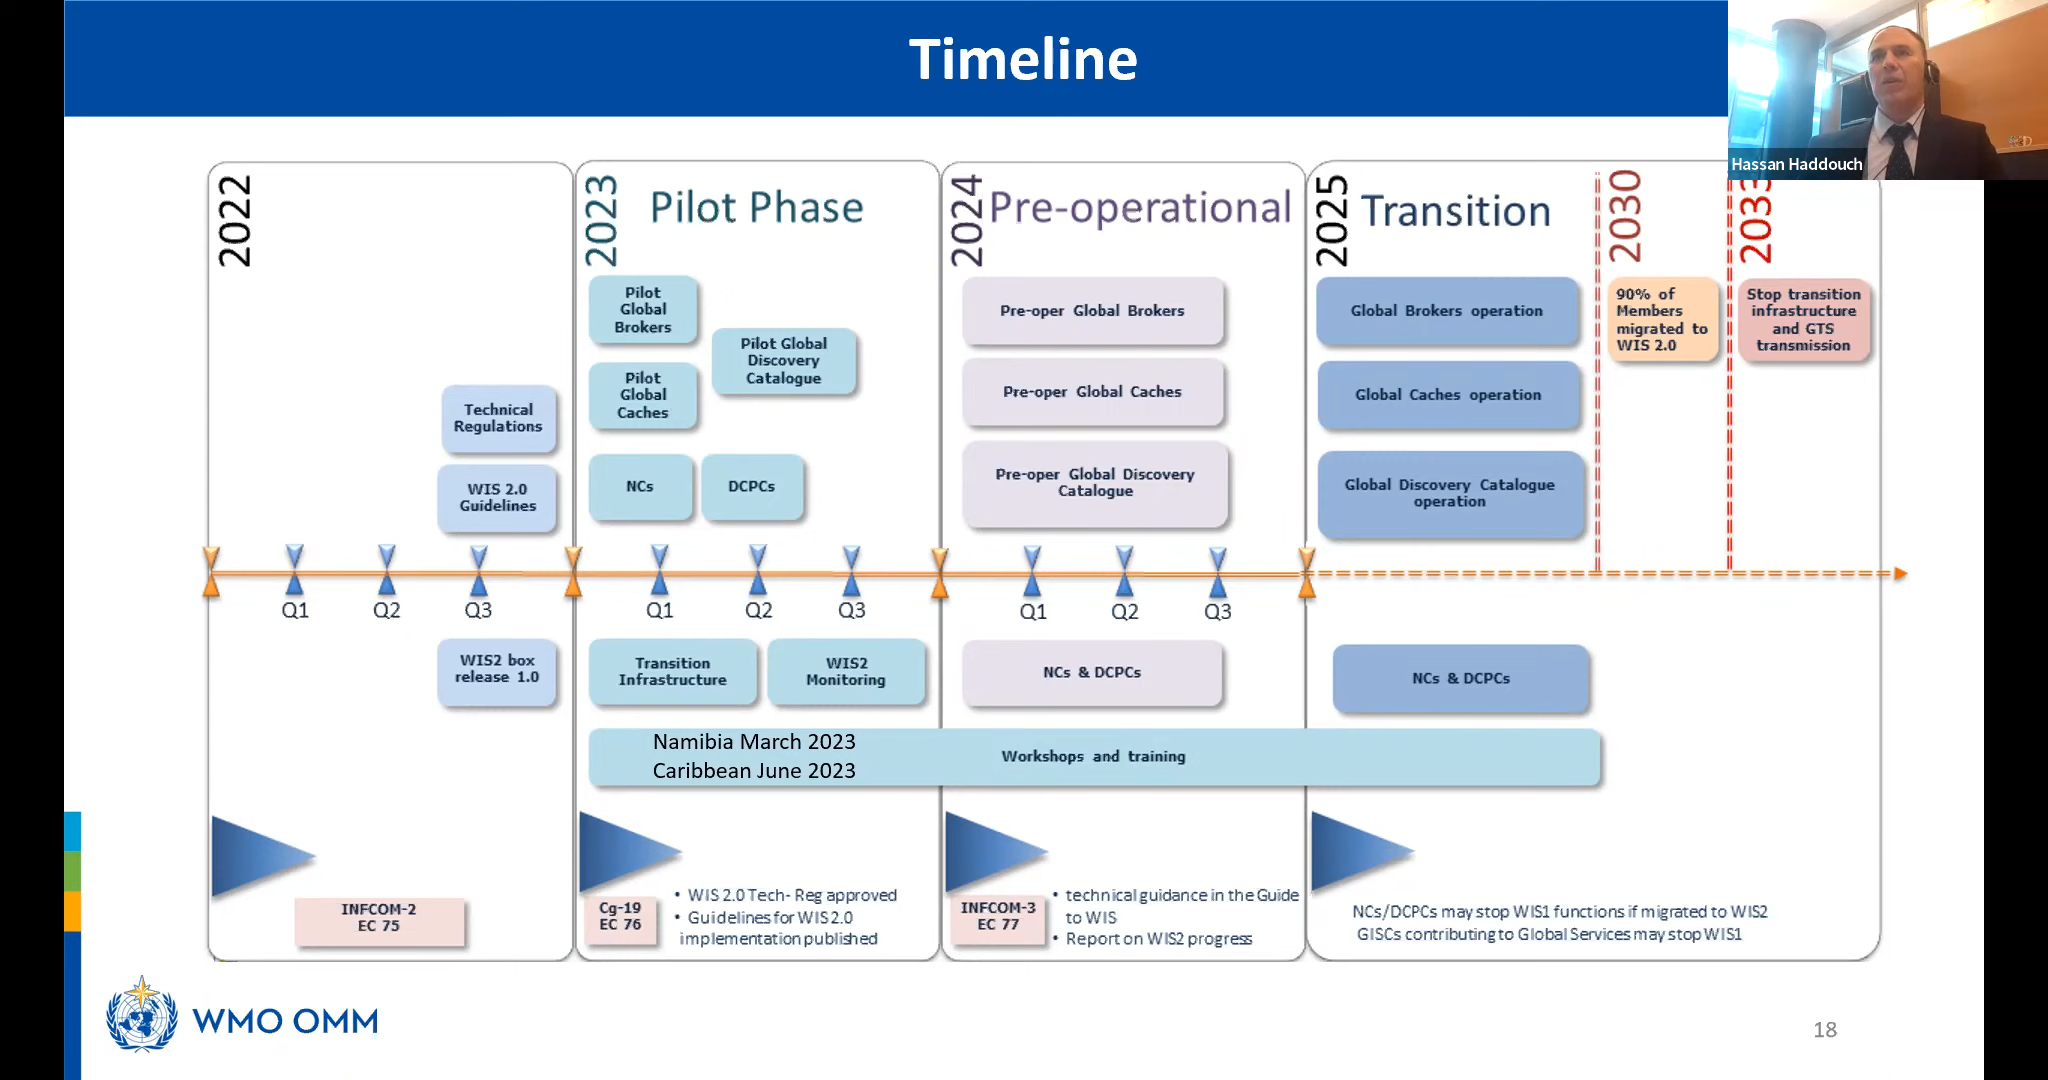 Timeline
Hassan Haddouch
2022
2023
Pilot Phase
2024
Pre-operational
2025
Transition
2030
2033
Technical
Regulations
WIS 2.0
Guidelines
Pilot
Global
Brokers
Pilot
Global
Caches
Pilot Global
Discovery
Catalogue
NCs
DCPCs
Pre-oper Global Brokers
Pre-oper Global Caches
Pre-oper Global Discovery
Catalogue
Global Brokers operation
Global Caches operation
Global Discovery Catalogue
operation
90% of
Members
migrated to
WIS 2.0
Stop transition
infrastructure
and GTS
transmission
Q1
Q2
Q3
Q1
Q2
Q3
Q1
Q2
Q3
WIS2 box
release 1.0
Transition
Infrastructure
WIS2
Monitoring
NCs & DCPCs
NCs & DCPCs
Namibia March 2023
Caribbean June 2023
Workshops and training
INFCOM-2
EC 75
Cg-19
EC 76
• WIS 2.0 Tech- Reg approved
• Guidelines for WIS 2.0
implementation published
INFCOM-3
EC 77
• technical guidance in the Guide
to WIS
• Report on WIS2 progress
NCs/DCPCs may stop WIS1 functions if migrated to WIS2
GISCs contributing to Global Services may stop WIS1
WMO OMM
18